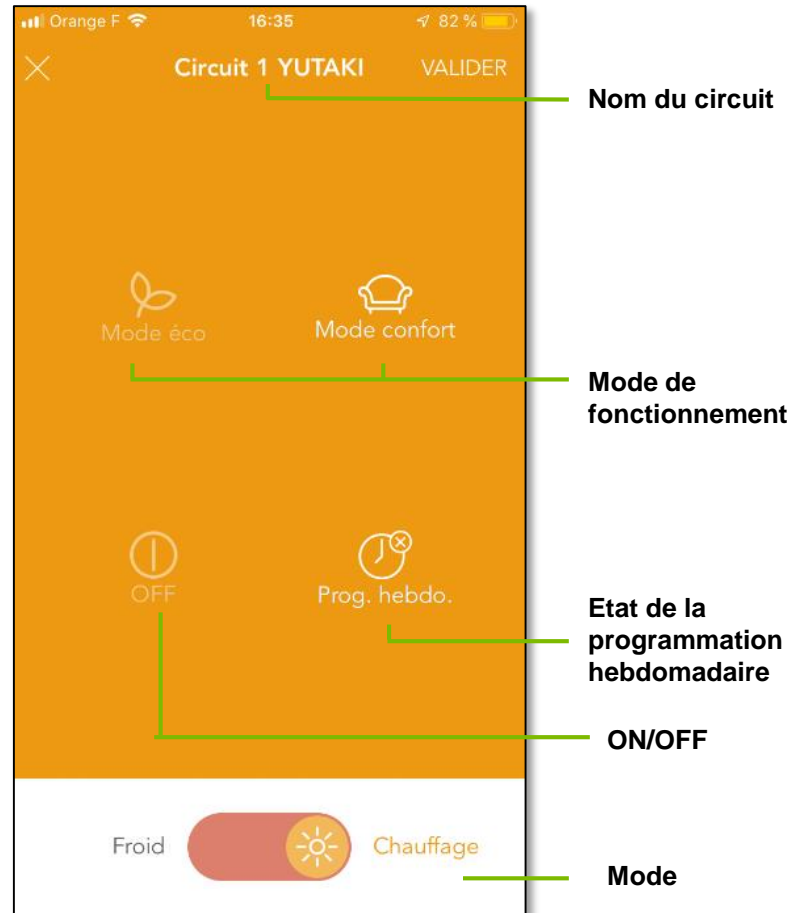 Orange F 16:35 82 %
Circuit 1 YUTAKI VALIDER
Nom du circuit
Mode éco Mode confort
Mode de
fonctionnement
OFF Prog. hebdo.
Etat de la
programmation
hebdomadaire
ON/OFF
Froid Chauffage
Mode